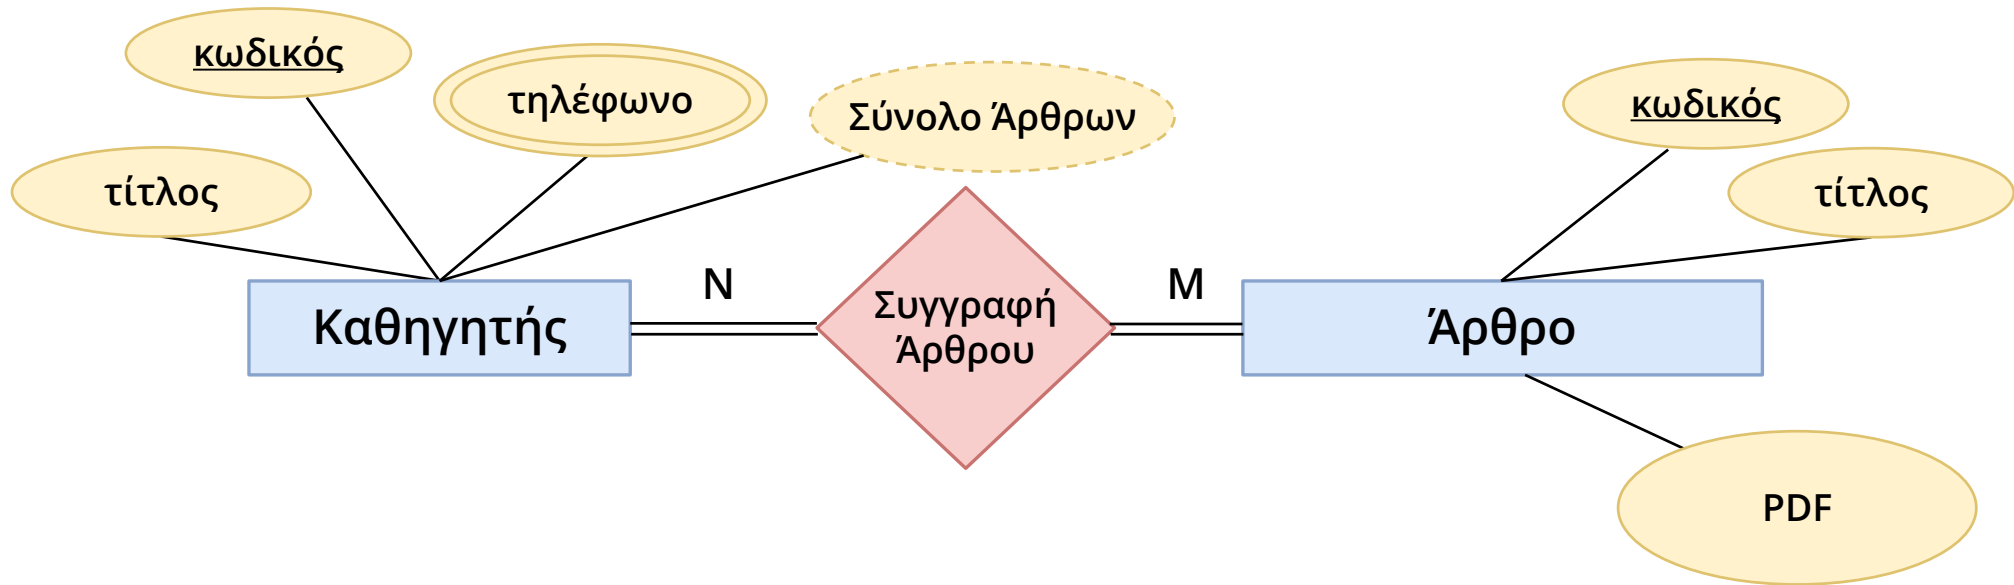 κωδικός
τηλέφωνο
Σύνολο Άρθρων
κωδικός
τίτλος
τίτλος
Καθηγητής
N
Συγγραφή
Άρθρου
M
Άρθρο
PDF